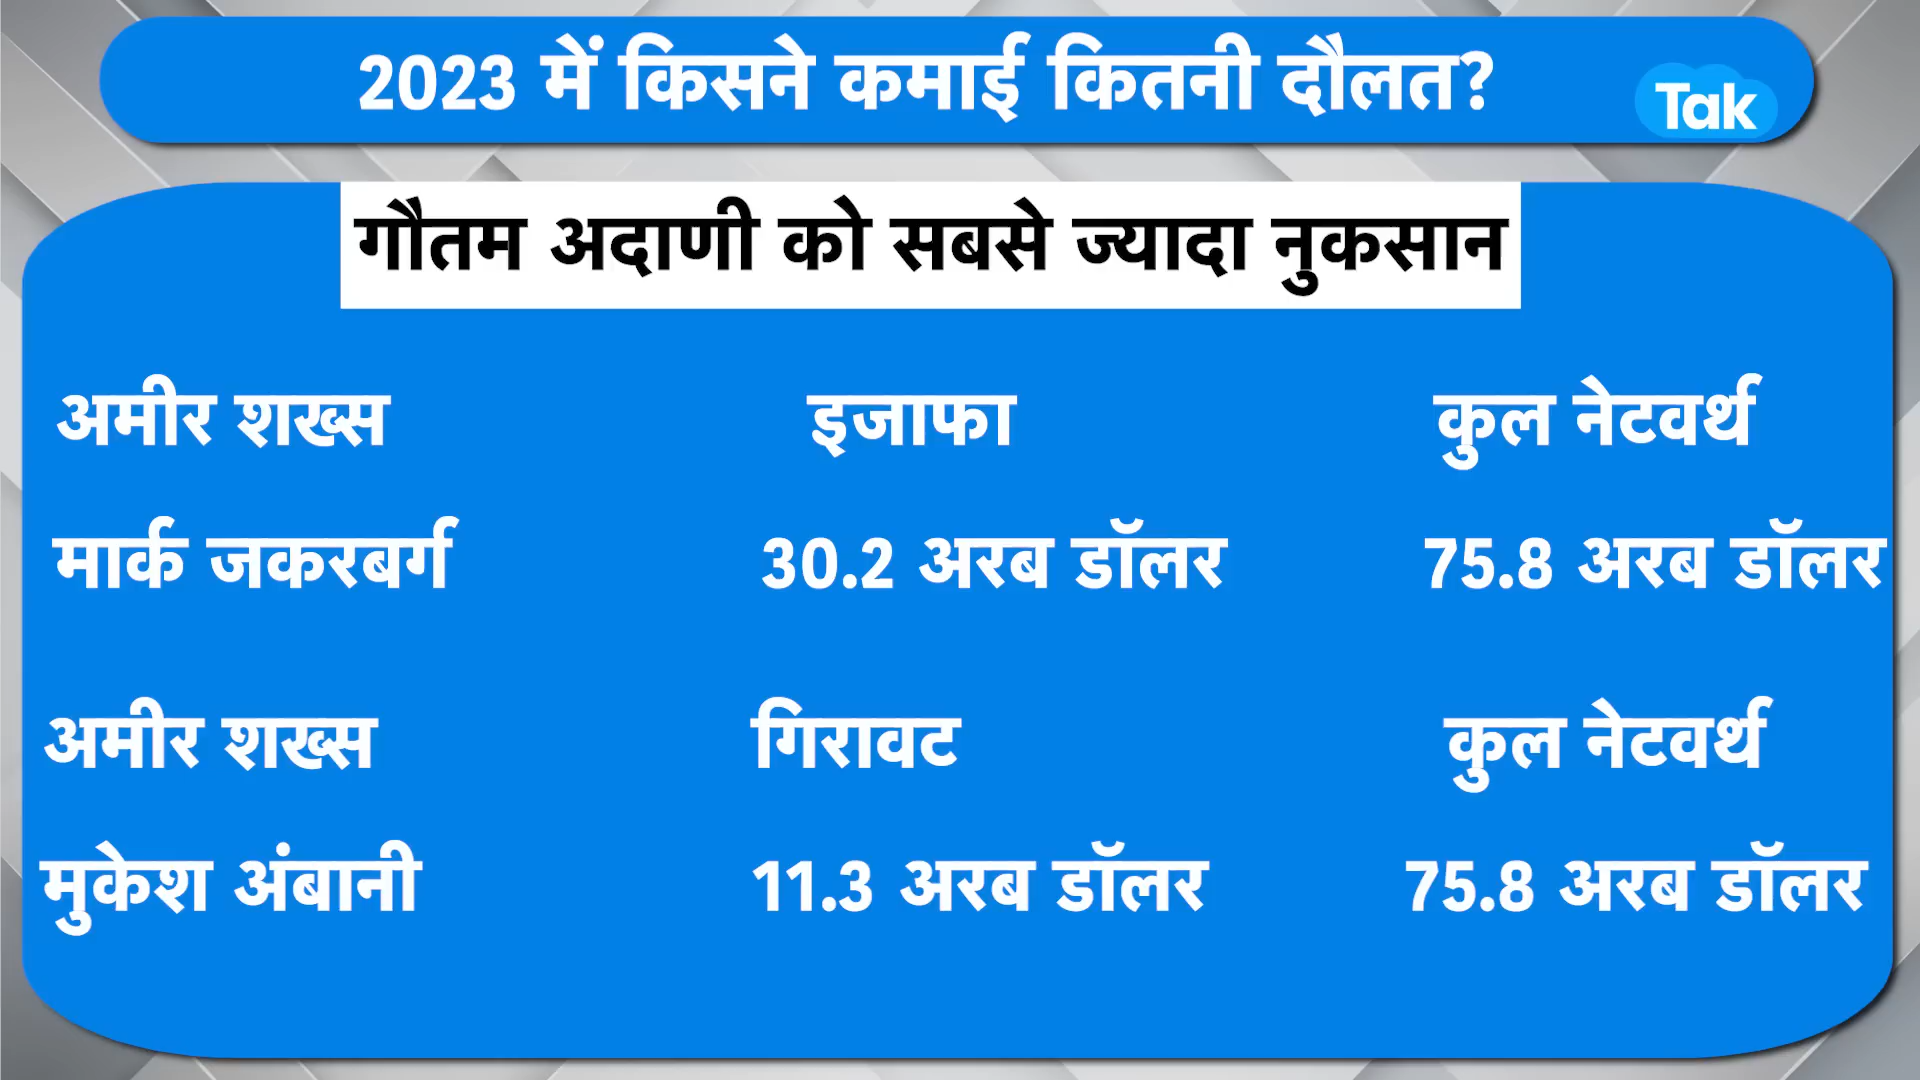 2023 में किसने कमाई कितनी दौलत?
Tak
गौतम अदाणी को सबसे ज्यादा नुकसान
अमीर शख्स इजाफा कुल नेटवर्थ
मार्क जकरबर्ग 30.2 अरब डॉलर 75.8 अरब डॉलर
अमीर शख्स गिरावट कुल नेटवर्थ
मुकेश अंबानी 11.3 अरब डॉलर 75.8 अरब डॉलर